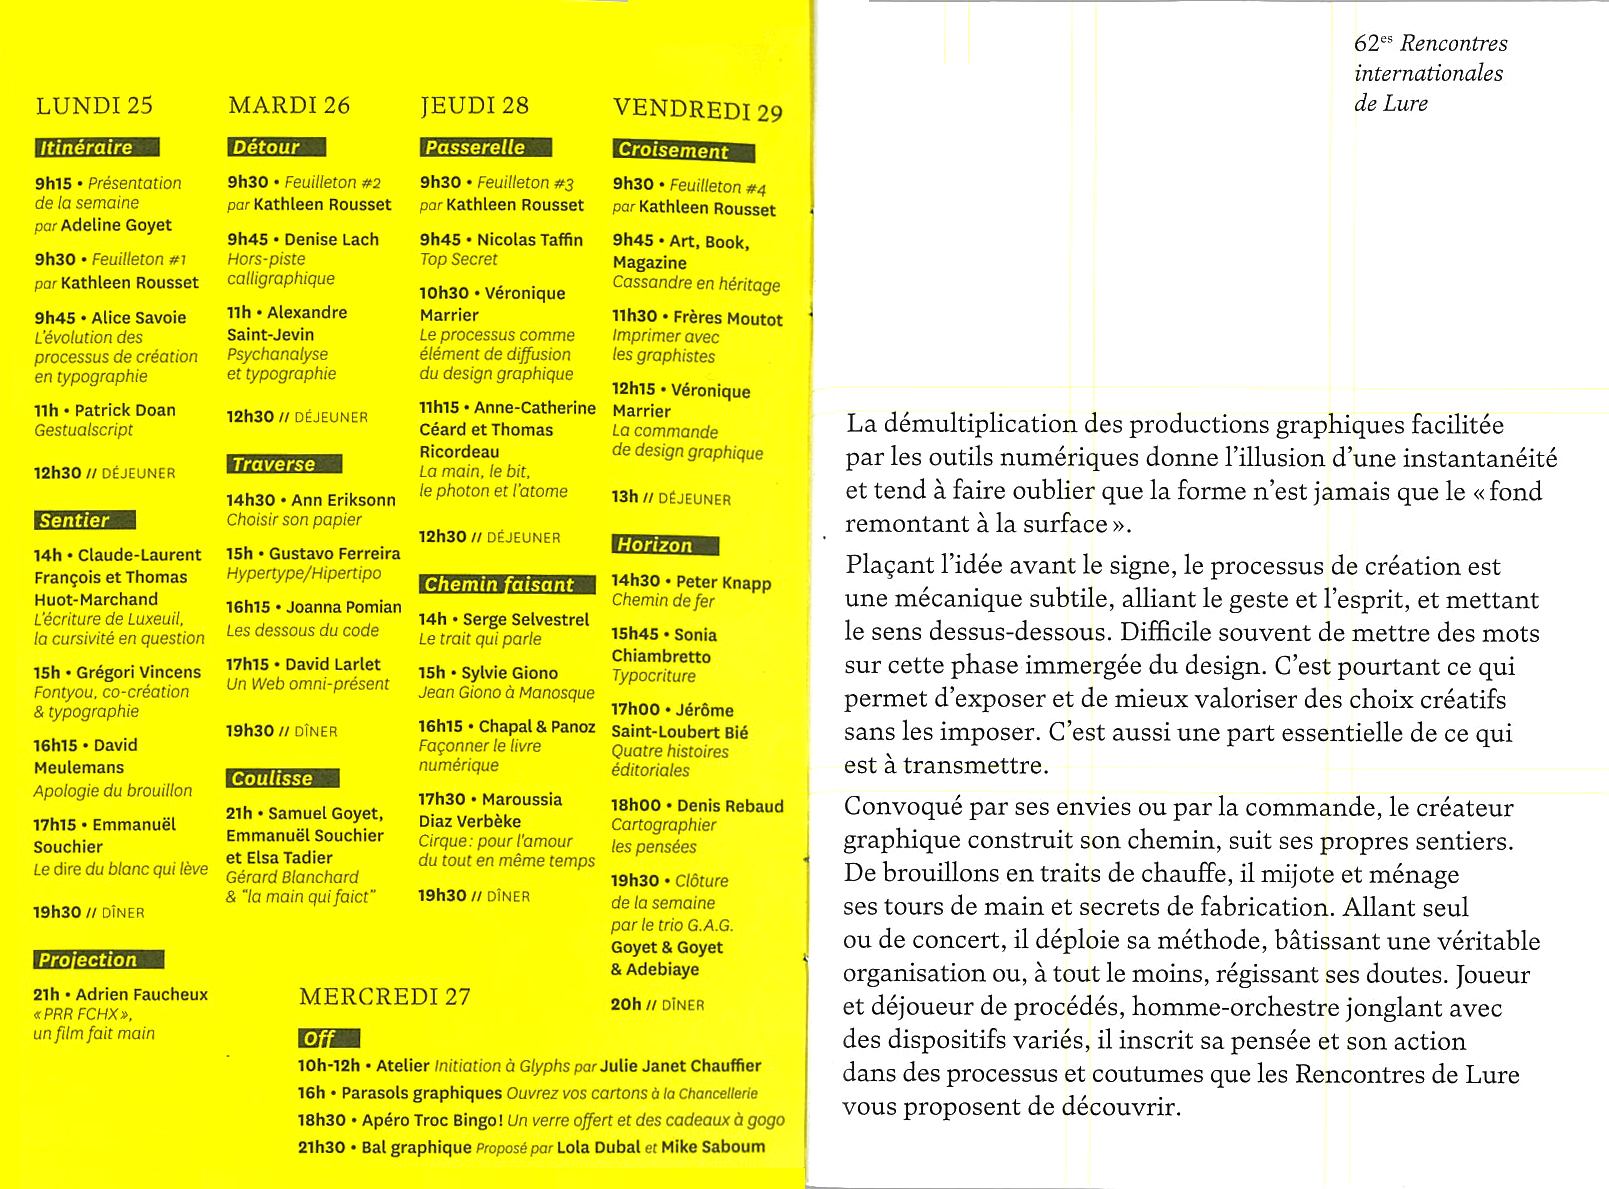 LUNDI 25
Itinéraire
9h15 • Présentation
de la semaine
par Adeline Goyet
9h30 • Feuilleton #1
par Kathleen Rousset
9h45 • Alice Savoie
L’évolution des
processus de création
en typographie
11h • Patrick Doan
Gestualscript
12h30 // DÉJEUNER
Sentier
14h • Claude-Laurent
François et Thomas
Huot-Marchand
L’écriture de Luxeuil,
la cursivité en question
15h • Grégori Vincens
Fontyou, co-création
& typographie
16h15 • David
Meulemans
Apologie du brouillon
17h15 • Emmanuël
Souchier
Le dire du blanc qui lève
19h30 // DÎNER
Projection
21h • Adrien Faucheux
«PRR FCHX»,
un film fait main
MARDI 26
Détour
9h30 • Feuilleton #2
par Kathleen Rousset
9h45 • Denise Lach
Hors-piste
calligraphique
11h • Alexandre
Saint-Jevin
Psychanalyse
et typographie
12h30 // DÉJEUNER
Traverse
14h30 • Ann Eriksonn
Choisir son papier
15h • Gustavo Ferreira
Hypertype/Hipertipo
16h15 • Joanna Pomian
Les dessous du code
17h15 • David Larlet
Un Web omni-présent
19h30 // DÎNER
Coulisse
21h • Samuel Goyet,
Emmanuël Souchier
et Elsa Tadier
Gérard Blanchard
& “la main qui faict”
JEUDI 28
Passerelle
9h30 • Feuilleton #3
par Kathleen Rousset
9h45 • Nicolas Taffin
Top Secret
10h30 • Véronique
Marrier
Le processus comme
élément de diffusion
du design graphique
11h15 • Anne-Catherine
Céard et Thomas
Ricordeau
La main, le bit,
le photon et l’atome
12h30 // DÉJEUNER
Chemin faisant
14h • Serge Selvestrel
Le trait qui parle
15h • Sylvie Giono
Jean Giono à Manosque
16h15 • Chapal & Panoz
Façonner le livre
numérique
17h30 • Maroussia
Diaz Verbèke
Cirque : pour l’amour
du tout en même temps
19h30 // DÎNER
VENDREDI 29
Croisement
9h30 • Feuilleton #4
par Kathleen Rousset
9h45 • Art, Book,
Magazine
Cassandre en héritage
11h30 • Frères Moutot
Imprimer avec
les graphistes
12h15 • Véronique
Marrier
La commande
de design graphique
13h // DÉJEUNER
Horizon
14h30 • Peter Knapp
Chemin de fer
15h45 • Sonia
Chiambretto
Typocriture
17h00 • Jérôme
Saint-Loubert Bié
Quatre histoires
éditoriales
18h00 • Denis Rebaud
Cartographier
les pensées
19h30 • Clôture
de la semaine
par le trio G.A.G.
Goyet & Goyet
& Adebiaye
20h // DÎNER
MERCREDI 27
Off
10h-12h • Atelier Initiation à Glyphs par Julie Janet Chauffier
16h • Parasols graphiques Ouvrez vos cartons à la Chancellerie
18h30 • Apéro Troc Bingo! Un verre offert et des cadeaux à gogo
21h30 • Bal graphique Proposé par Lola Dubal et Mike Saboum
62es Rencontres
internationales
de Lure
La démultiplication des productions graphiques facilitée
par les outils numériques donne l’illusion d’une instantanéité
et tend à faire oublier que la forme n’est jamais que le « fond
remontant à la surface ».
Plaçant l’idée avant le signe, le processus de création est
une mécanique subtile, alliant le geste et l’esprit, et mettant
le sens dessus-dessous. Difficile souvent de mettre des mots
sur cette phase immergée du design. C’est pourtant ce qui
permet d’exposer et de mieux valoriser des choix créatifs
sans les imposer. C’est aussi une part essentielle de ce qui
est à transmettre.
Convoqué par ses envies ou par la commande, le créateur
graphique construit son chemin, suit ses propres sentiers.
De brouillons en traits de chauffe, il mijote et ménage
ses tours de main et secrets de fabrication. Allant seul
ou de concert, il déploie sa méthode, bâtissant une véritable
organisation ou, à tout le moins, régissant ses doutes. Joueur
et déjoueur de procédés, homme-orchestre jonglant avec
des dispositifs variés, il inscrit sa pensée et son action
dans des processus et coutumes que les Rencontres de Lure
vous proposent de découvrir.